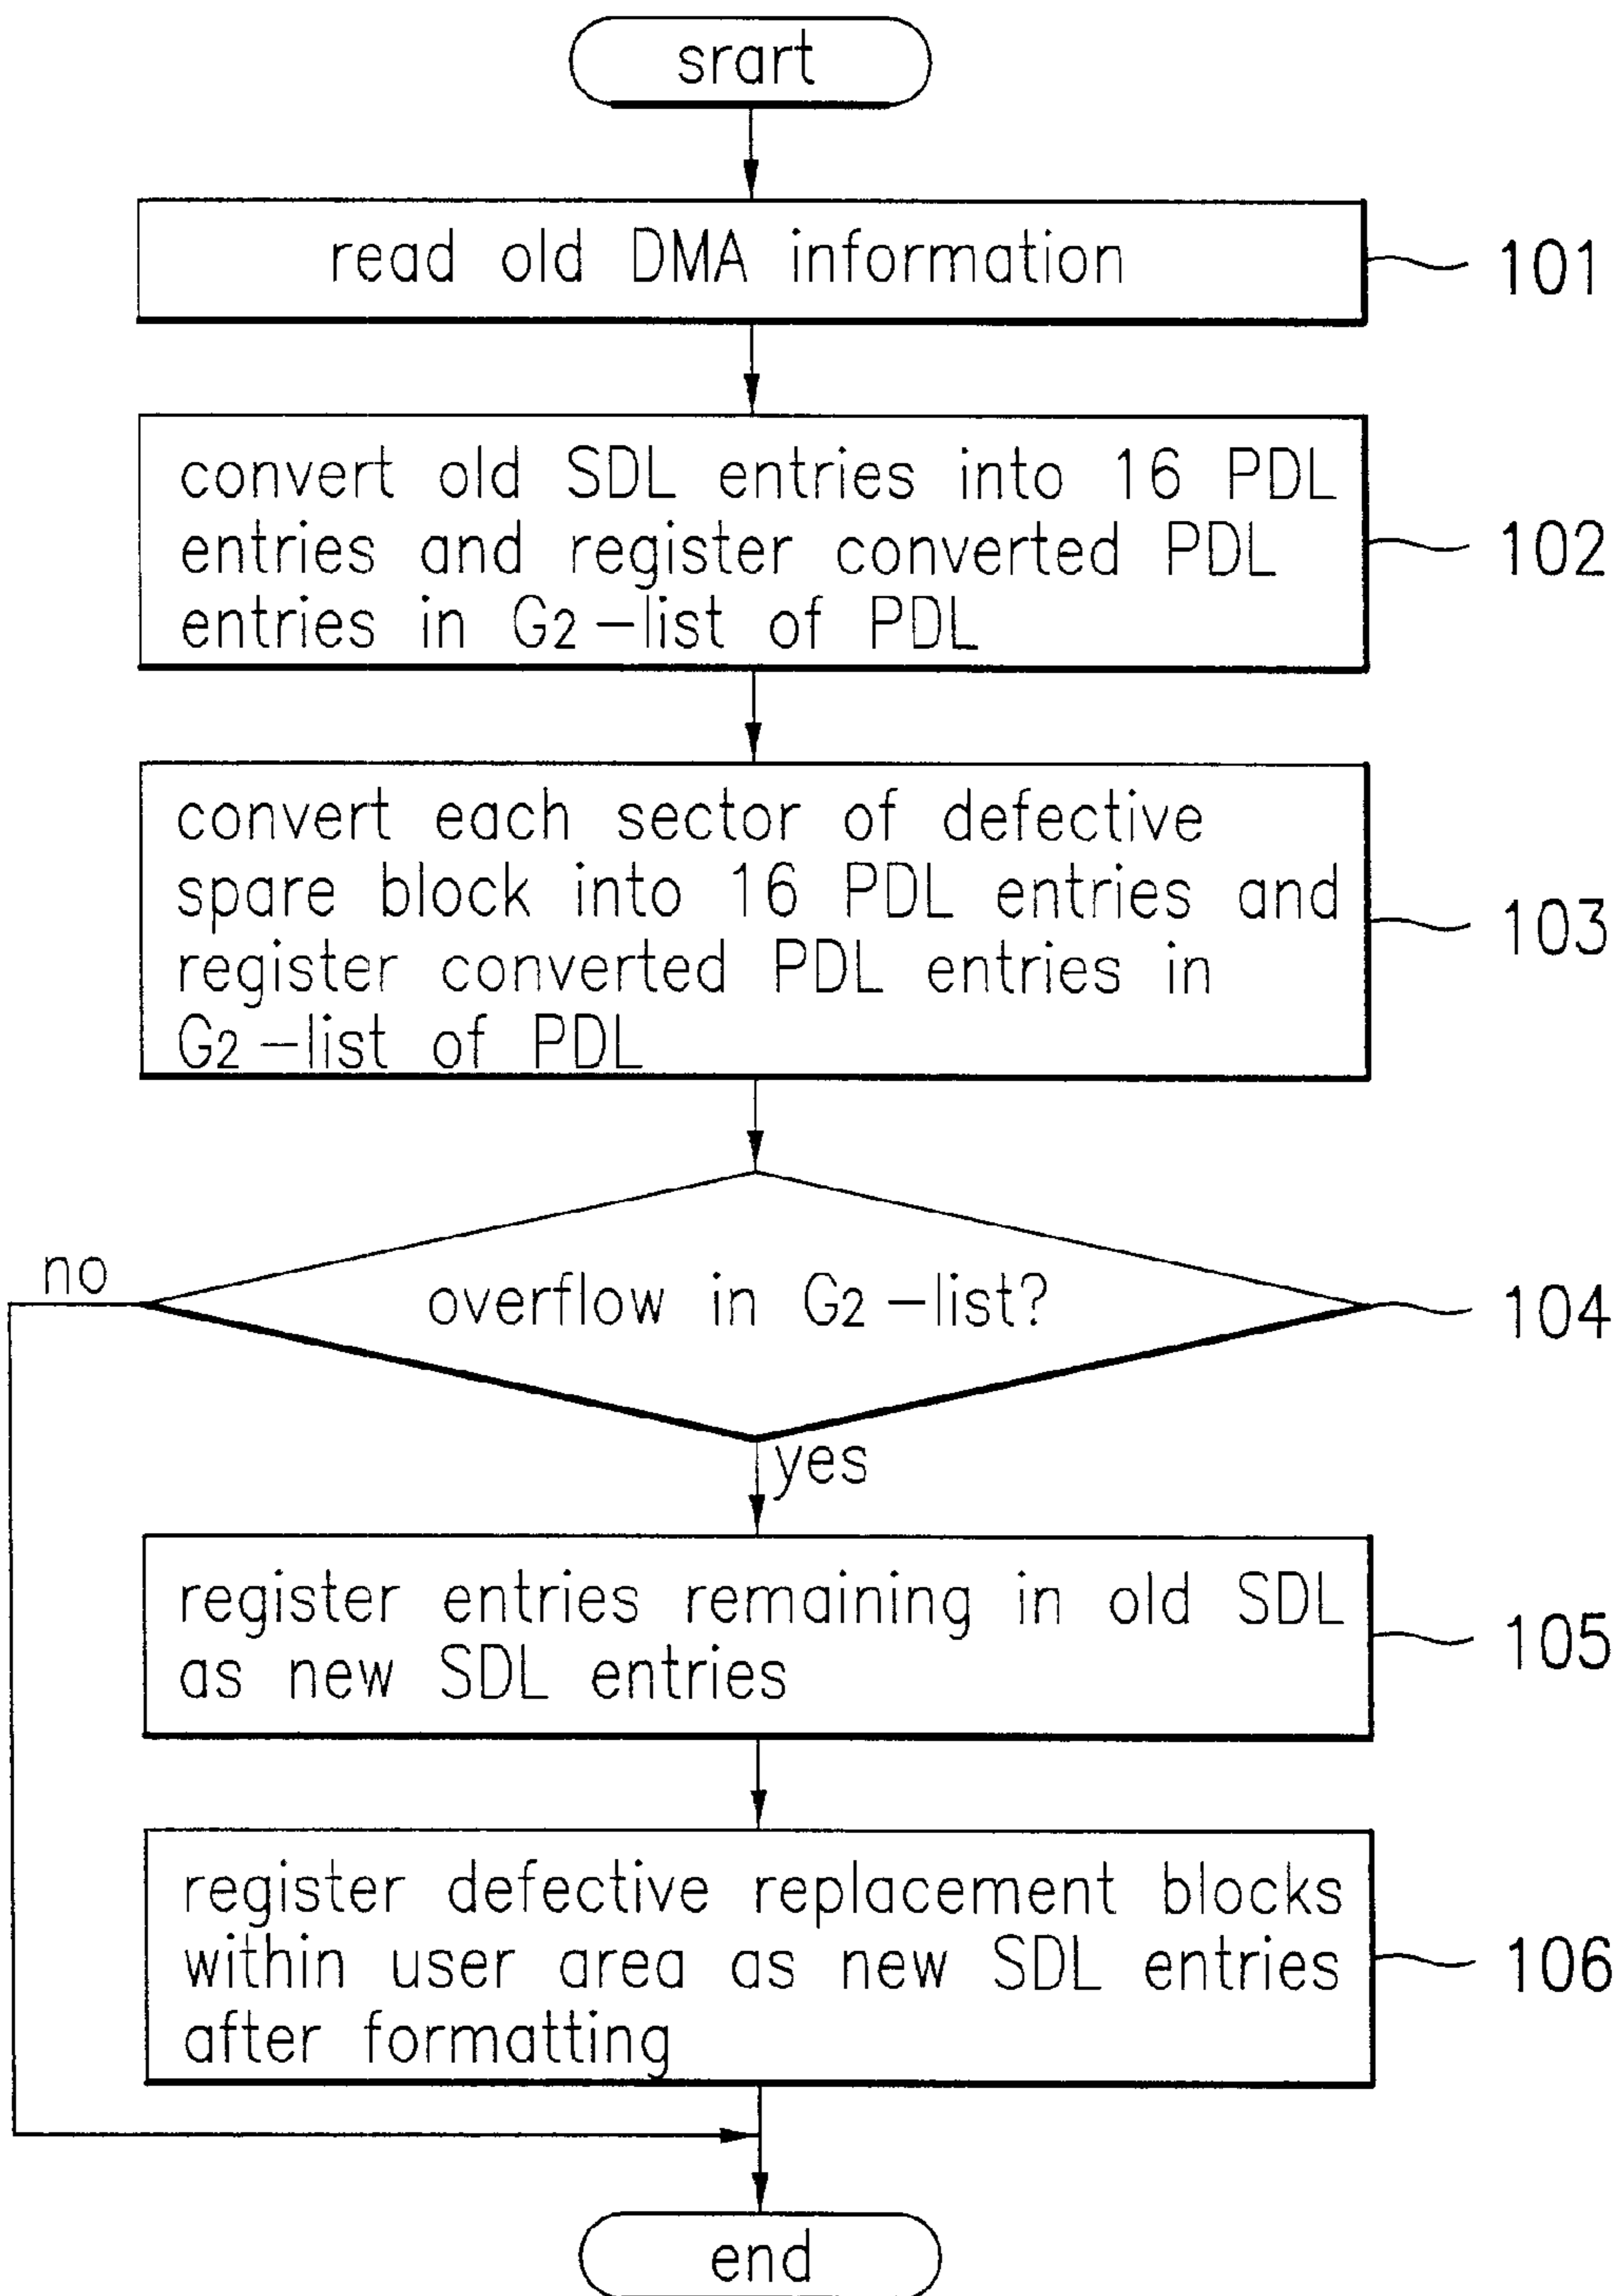 srart
read old DMA information
101
convert old SDL entries into 16 PDL
entries and register converted PDL
entries in G2-list of PDL
102
convert each sector of defective
spare block into 16 PDL entries and
register converted PDL entries in
G2-list of PDL
103
no
overflow in G2-list?
104
yes
register entries remaining in old SDL
as new SDL entries
105
register defective replacement blocks
within user area as new SDL entries
after formatting
106
end